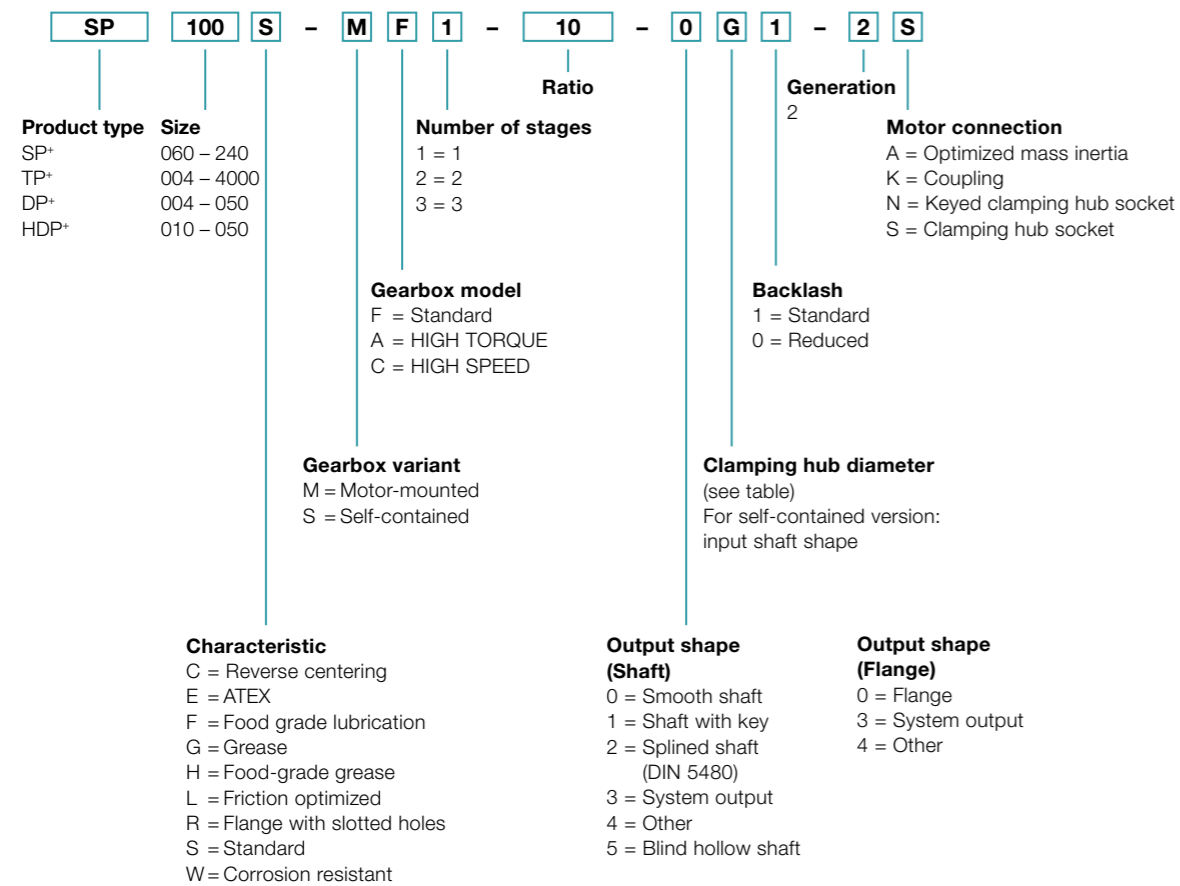 SP 100 S – M F 1 – 10 – 0 G 1 – 2 S
Product type
SP+
TP+
DP+
HDP+
Size
060 – 240
004 – 4000
004 – 050
010 – 050
Number of stages
1 = 1
2 = 2
3 = 3
Ratio
Generation
2
Motor connection
A = Optimized mass inertia
K = Coupling
N = Keyed clamping hub socket
S = Clamping hub socket
Gearbox model
F = Standard
A = HIGH TORQUE
C = HIGH SPEED
Backlash
1 = Standard
0 = Reduced
Gearbox variant
M = Motor-mounted
S = Self-contained
Clamping hub diameter
(see table)
For self-contained version:
input shaft shape
Characteristic
C = Reverse centering
E = ATEX
F = Food grade lubrication
G = Grease
H = Food-grade grease
L = Friction optimized
R = Flange with slotted holes
S = Standard
W = Corrosion resistant
Output shape
(Shaft)
0 = Smooth shaft
1 = Shaft with key
2 = Splined shaft
(DIN 5480)
3 = System output
4 = Other
5 = Blind hollow shaft
Output shape
(Flange)
0 = Flange
3 = System output
4 = Other